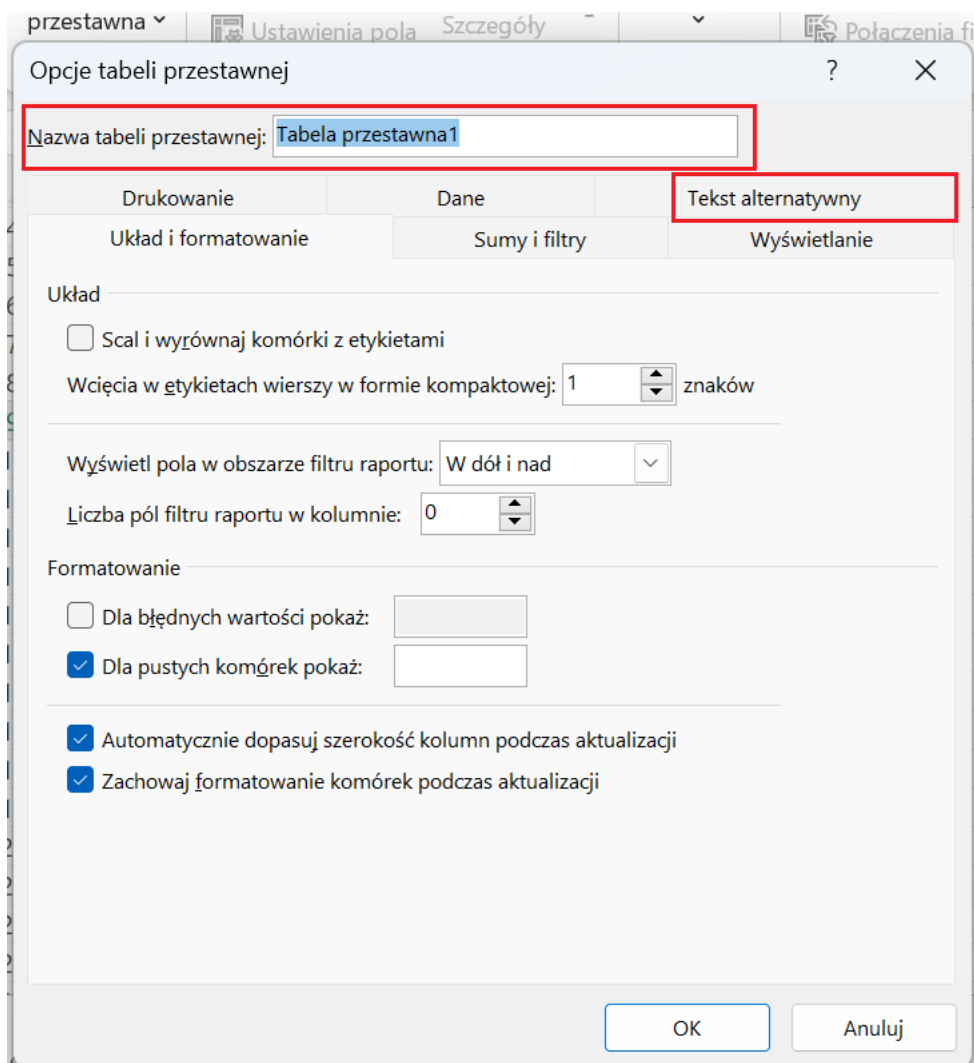 przestawna
Ustawienia pola Szczegóły Połączenia fi
Opcje tabeli przestawnej ? X
Nazwa tabeli przestawnej: Tabela przestawna1
Drukowanie Dane Tekst alternatywny
Układ i formatowanie Sumy i filtry Wyświetlanie
Układ
Scal i wyrównaj komórki z etykietami
Wcięcia w etykietach wierszy w formie kompaktowej: 1 znaków
Wyświetl pola w obszarze filtru raportu: W dół i nad
Liczba pól filtru raportu w kolumnie: 0
Formatowanie
Dla błędnych wartości pokaż:
Dla pustych komórek pokaż:
Automatycznie dopasuj szerokość kolumn podczas aktualizacji
Zachowaj formatowanie komórek podczas aktualizacji
OK Anuluj